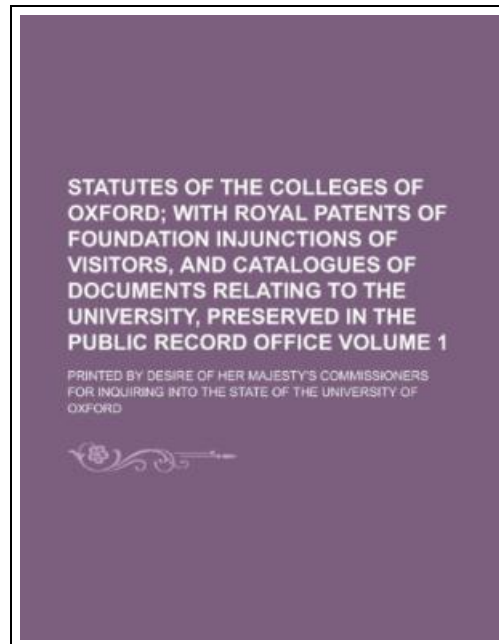 STATUTES OF THE COLLEGES OF
OXFORD; WITH ROYAL PATENTS OF
FOUNDATION INJUNCTIONS OF
VISITORS, AND CATALOGUES OF
DOCUMENTS RELATING TO THE
UNIVERSITY, PRESERVED IN THE
PUBLIC RECORD OFFICE VOLUME 1
PRINTED BY DESIRE OF HER MAJESTY'S COMMISSIONERS
FOR INQUIRING INTO THE STATE OF THE UNIVERSITY OF
OXFORD